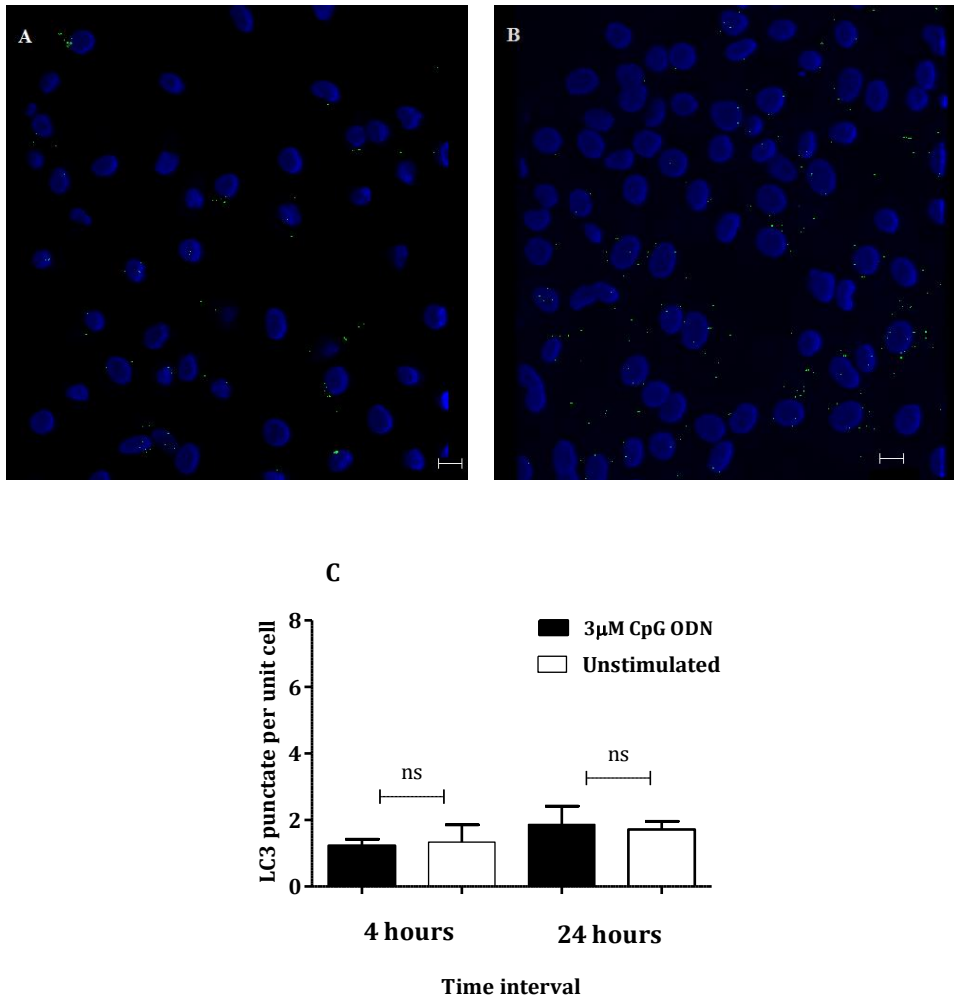 A
B
C
8
6
4
2
0
LC3 punctate per unit cell
3μM CpG ODN
Unstimulated
ns
ns
4 hours
24 hours
Time interval